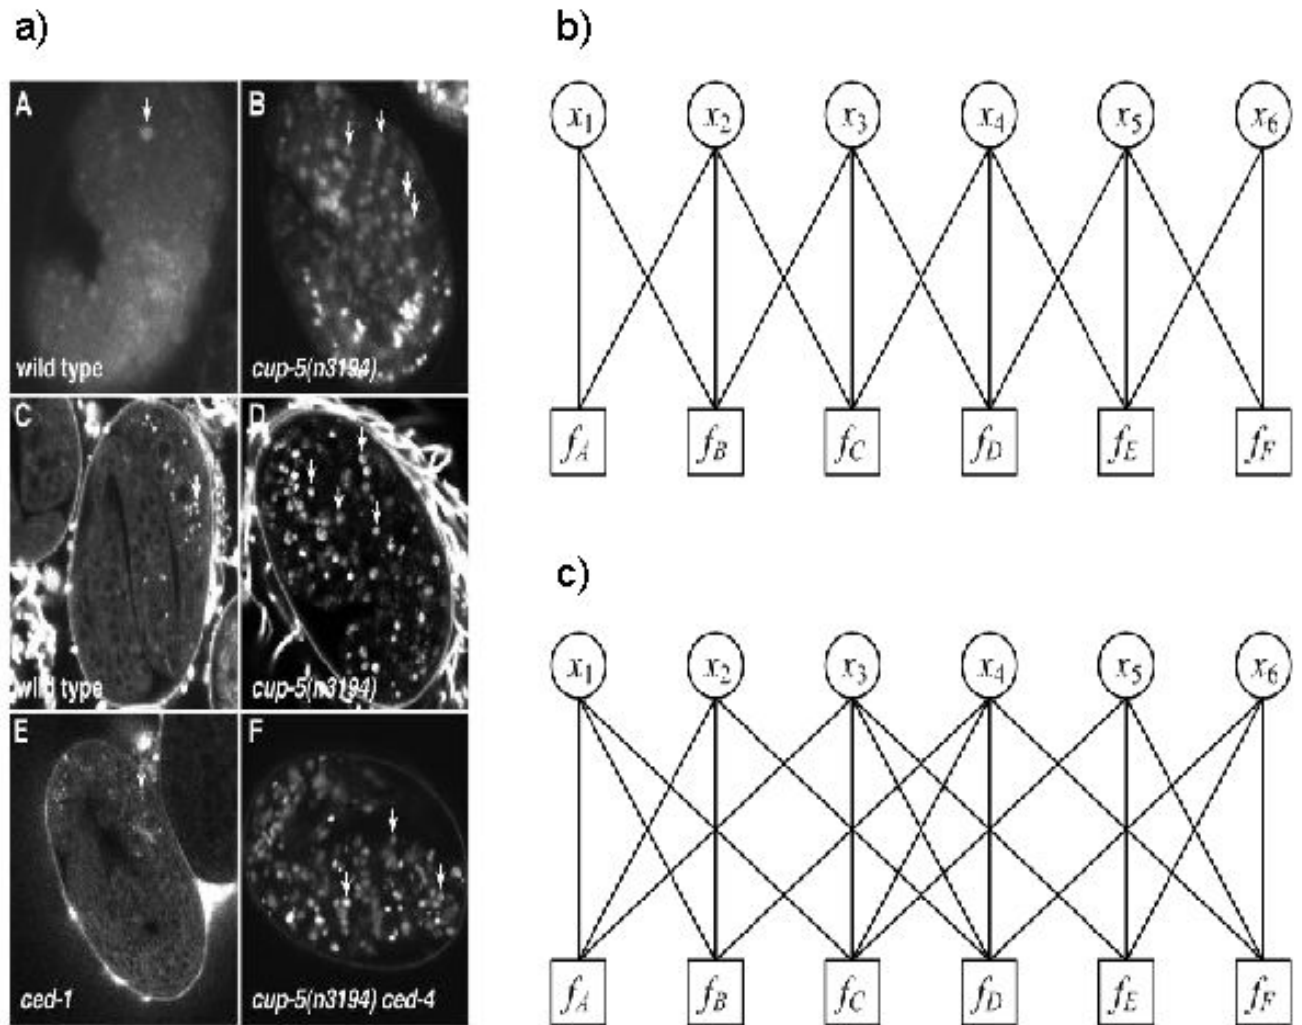 a)
A
B
wild type
cup-5(n3194)
C
D
wild type
cup-5(n3194)
E
F
ced-1
cup-5(n3194) ced-4
b)
x1 x2 x3 x4 x5 x6
fA fB fC fD fE fF
c)
x1 x2 x3 x4 x5 x6
fA fB fC fD fE fF